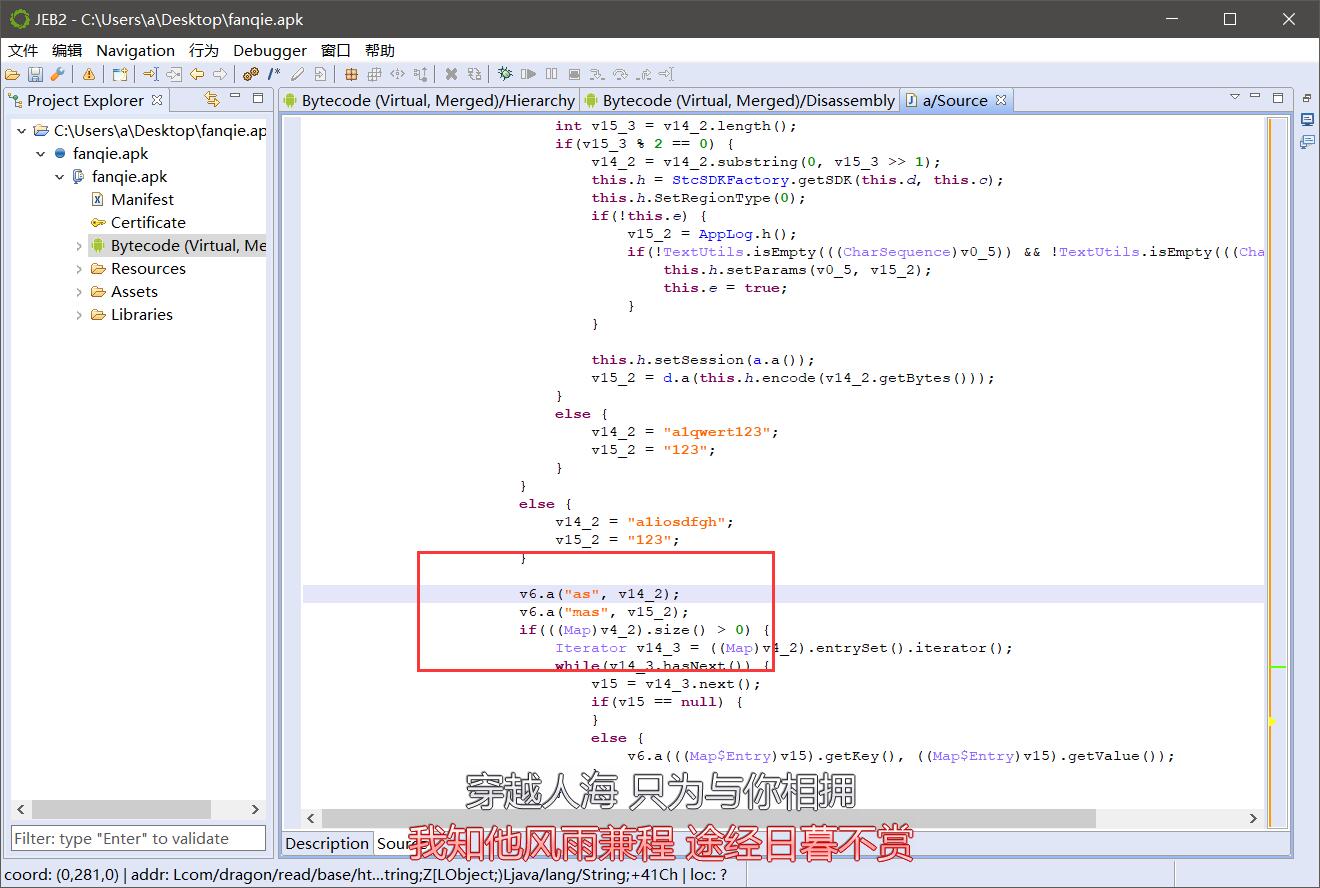 JEB2 - C:\Users\a\Desktop\fanqie.apk
文件 编辑 Navigation 行为 Debugger 窗口 帮助
Project Explorer
Bytecode (Virtual, Merged)/Hierarchy
Bytecode (Virtual, Merged)/Disassembly
a/Source
C:\Users\a\Desktop\fanqie.ap
fanqie.apk
fanqie.apk
Manifest
Certificate
Bytecode (Virtual, Me
Resources
Assets
Libraries
int v15_3 = v14_2.length();
if(v15_3 % 2 == 0) {
v14_2 = v14_2.substring(0, v15_3 >> 1);
this.h = StcSDKFactory.getSDK(this.d, this.c);
this.h.SetRegionType(0);
if(!this.e) {
v15_2 = AppLog.h();
if(!TextUtils.isEmpty(((CharSequence)v0_5)) && !TextUtils.isEmpty(((Cha
this.h.setParams(v0_5, v15_2);
this.e = true;
}
}
this.h.setSession(a.a());
v15_2 = d.a(this.h.encode(v14_2.getBytes()));
}
else {
v14_2 = "a1qwert123";
v15_2 = "123";
}
}
else {
v14_2 = "a1iosdfgh";
v15_2 = "123";
}
v6.a("as", v14_2);
v6.a("mas", v15_2);
if(((Map)v4_2).size() > 0) {
Iterator v14_3 = ((Map)v4_2).entrySet().iterator();
while(v14_3.hasNext()) {
v15 = v14_3.next();
if(v15 == null) {
}
else {
v6.a(((Map$Entry)v15).getKey(), ((Map$Entry)v15).getValue());
穿越人海 只为与你相拥
Filter: type "Enter" to validate
Description
我知他风雨兼程 途经日暮不赏
coord: (0,281,0) | addr: Lcom/dragon/read/base/ht...tring;Z[LObject;)Ljava/lang/String;+41Ch | loc: ?